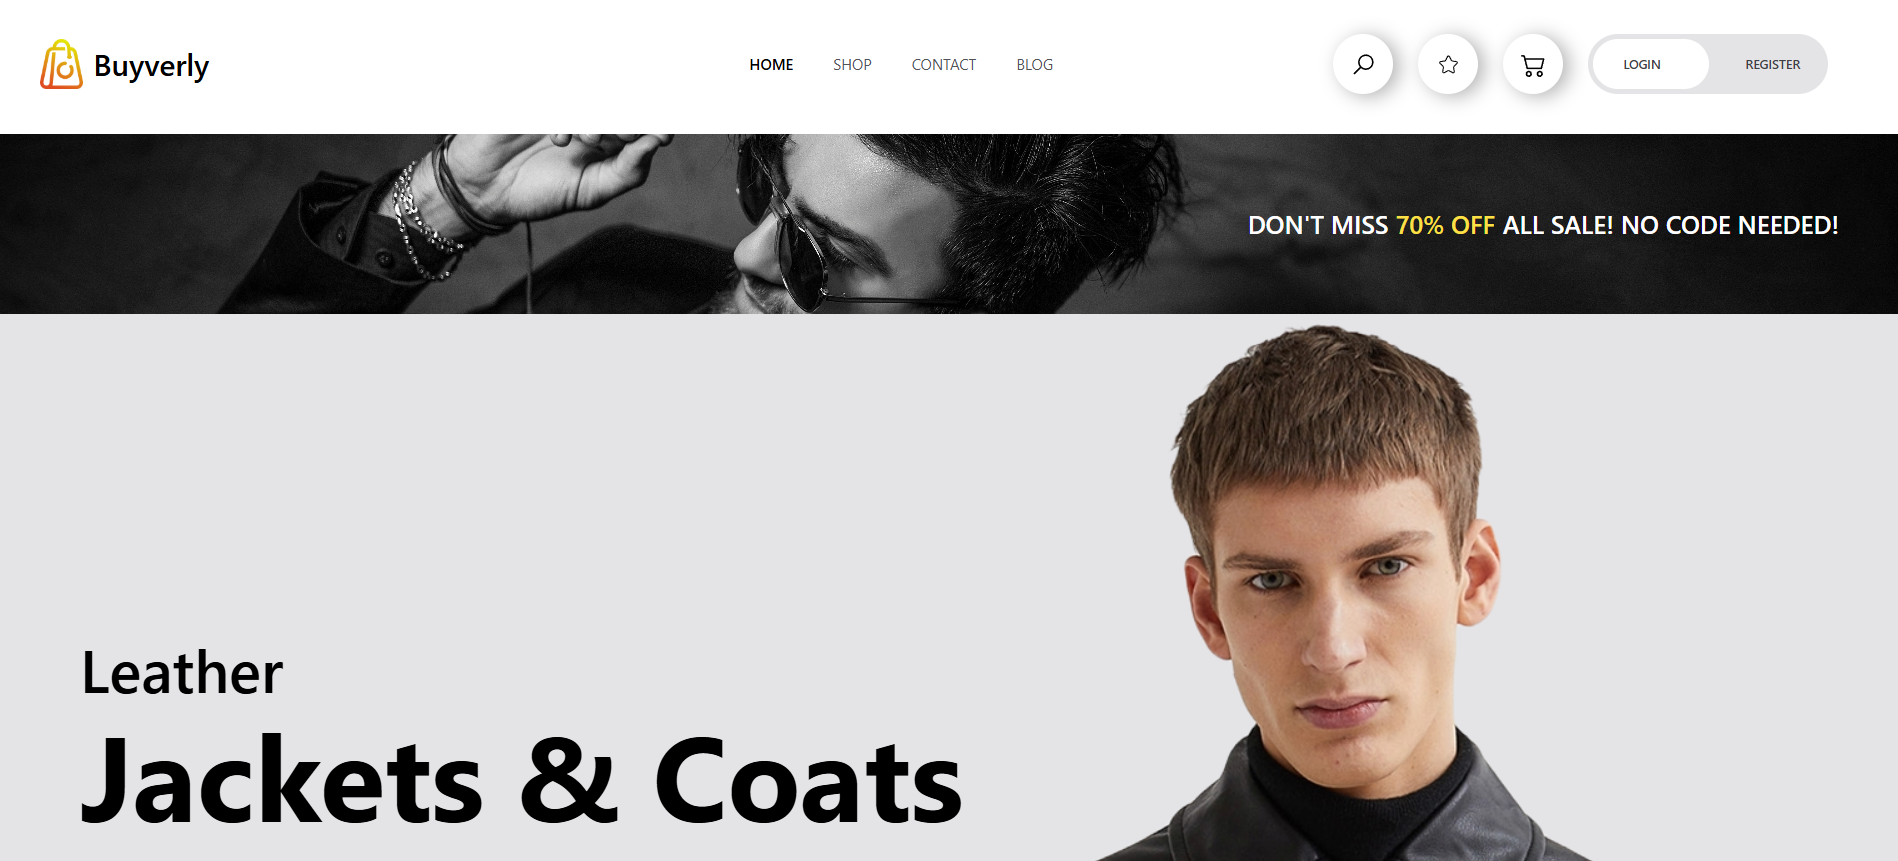 Buyverly
HOME SHOP CONTACT BLOG
LOGIN REGISTER
DON'T MISS 70% OFF ALL SALE! NO CODE NEEDED!
Leather
Jackets & Coats